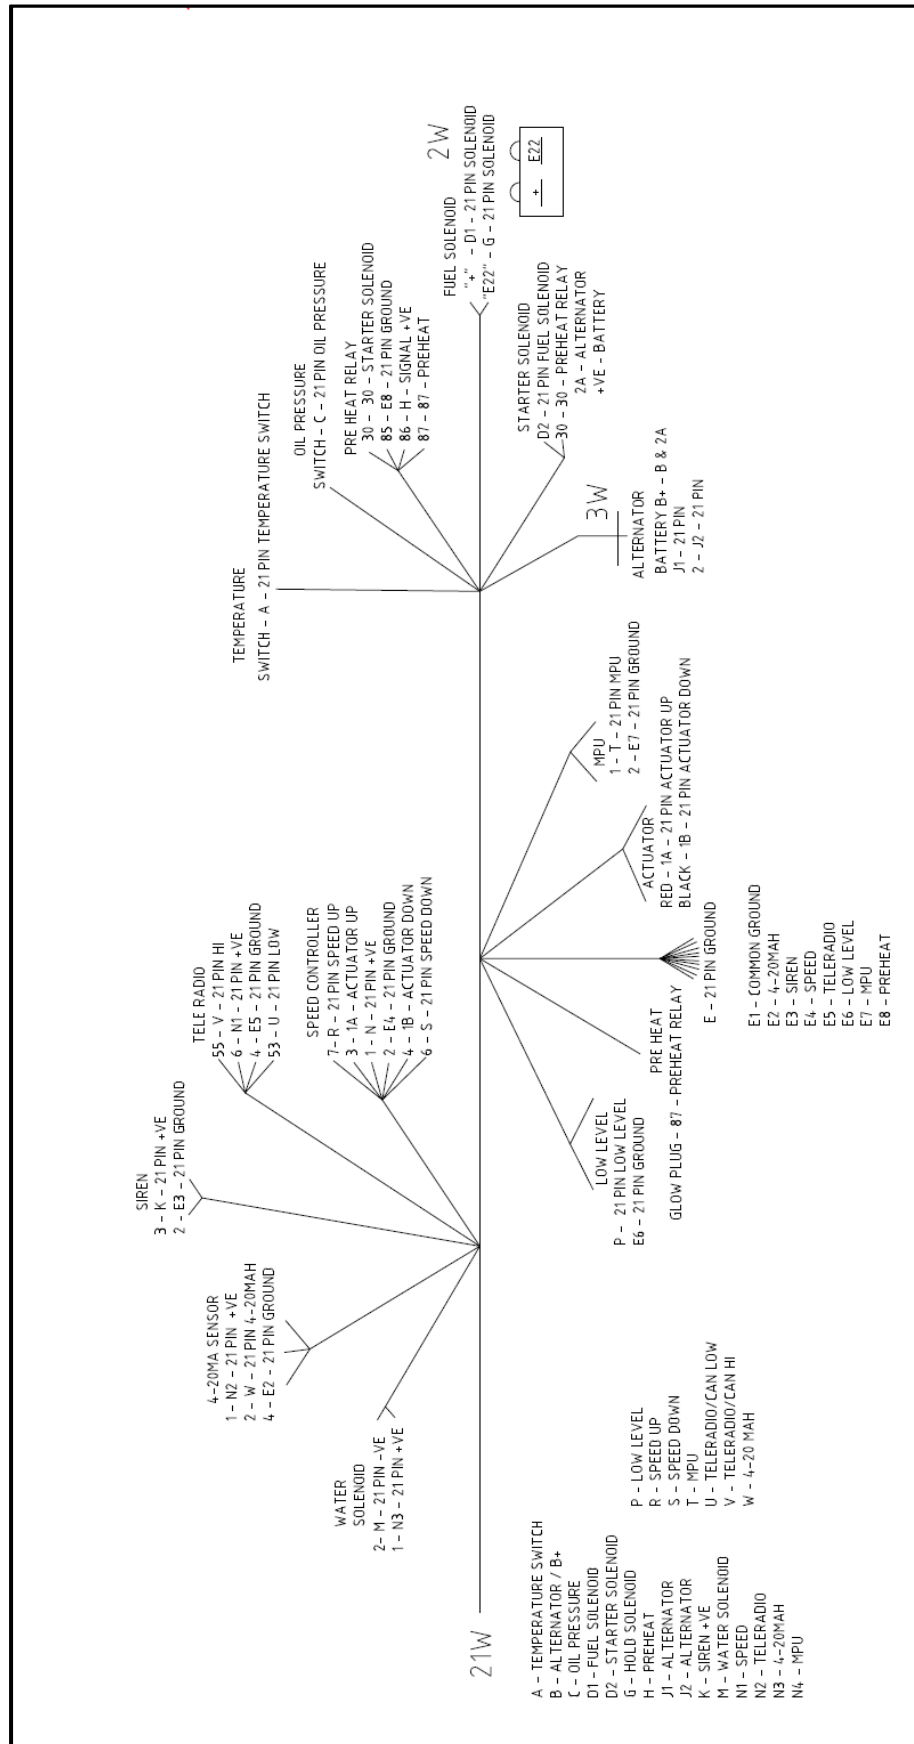 21W
WATER
SOLENOID
2- M - 21 PIN -VE
1 - N3 - 21 PIN +VE
4-20MA SENSOR
1 - N2 - 21 PIN +VE
2 - W - 21 PIN 4-20MAH
4 - E2 - 21 PIN GROUND
SIREN
3 - K - 21 PIN +VE
2 - E3 - 21 PIN GROUND
TELE RADIO
55 - V - 21 PIN HI
6 - N1 - 21 PIN +VE
4 - E5 - 21 PIN GROUND
53 - U - 21 PIN LOW
SPEED CONTROLLER
7- R - 21 PIN SPEED UP
3 - 1A - ACTUATOR UP
1 - N - 21 PIN +VE
2 - E4 - 21 PIN GROUND
4 - 1B - ACTUATOR DOWN
6 - S - 21 PIN SPEED DOWN
TEMPERATURE
SWITCH - A - 21 PIN TEMPERATURE SWITCH
OIL PRESSURE
SWITCH - C - 21 PIN OIL PRESSURE
PRE HEAT RELAY
30 - 30 - STARTER SOLENOID
85 - E8 - 21 PIN GROUND
86 - H - SIGNAL +VE
87 - 87 - PREHEAT
FUEL SOLENOID
2W
"+" - D1 - 21 PIN SOLENOID
"E22" - G - 21 PIN SOLENOID
+ E22
STARTER SOLENOID
D2 - 21 PIN FUEL SOLENOID
30 - 30 - PREHEAT RELAY
2A - ALTERNATOR
+VE - BATTERY
3W
ALTERNATOR
BATTERY B+ - B & 2A
J1 - 21 PIN
2 - J2 - 21 PIN
MPU
1 - T - 21 PIN MPU
2 - E7 - 21 PIN GROUND
ACTUATOR
RED - 1A - 21 PIN ACTUATOR UP
BLACK - 1B - 21 PIN ACTUATOR DOWN
E - 21 PIN GROUND
E1 - COMMON GROUND
E2 - 4-20MAH
E3 - SIREN
E4 - SPEED
E5 - TELERADIO
E6 - LOW LEVEL
E7 - MPU
E8 - PREHEAT
PRE HEAT
GLOW PLUG - 87 - PREHEAT RELAY
LOW LEVEL
P - 21 PIN LOW LEVEL
E6 - 21 PIN GROUND
A - TEMPERATURE SWITCH
B - ALTERNATOR / B+
C - OIL PRESSURE
D1 - FUEL SOLENOID
D2 - STARTER SOLENOID
G - HOLD SOLENOID
H - PREHEAT
J1 - ALTERNATOR
J2 - ALTERNATOR
K - SIREN +VE
M - WATER SOLENOID
N1 - SPEED
N2 - TELERADIO
N3 - 4-20MAH
N4 - MPU
P - LOW LEVEL
R - SPEED UP
S - SPEED DOWN
T - MPU
U - TELERADIO/CAN LOW
V - TELERADIO/CAN HI
W - 4-20 MAH